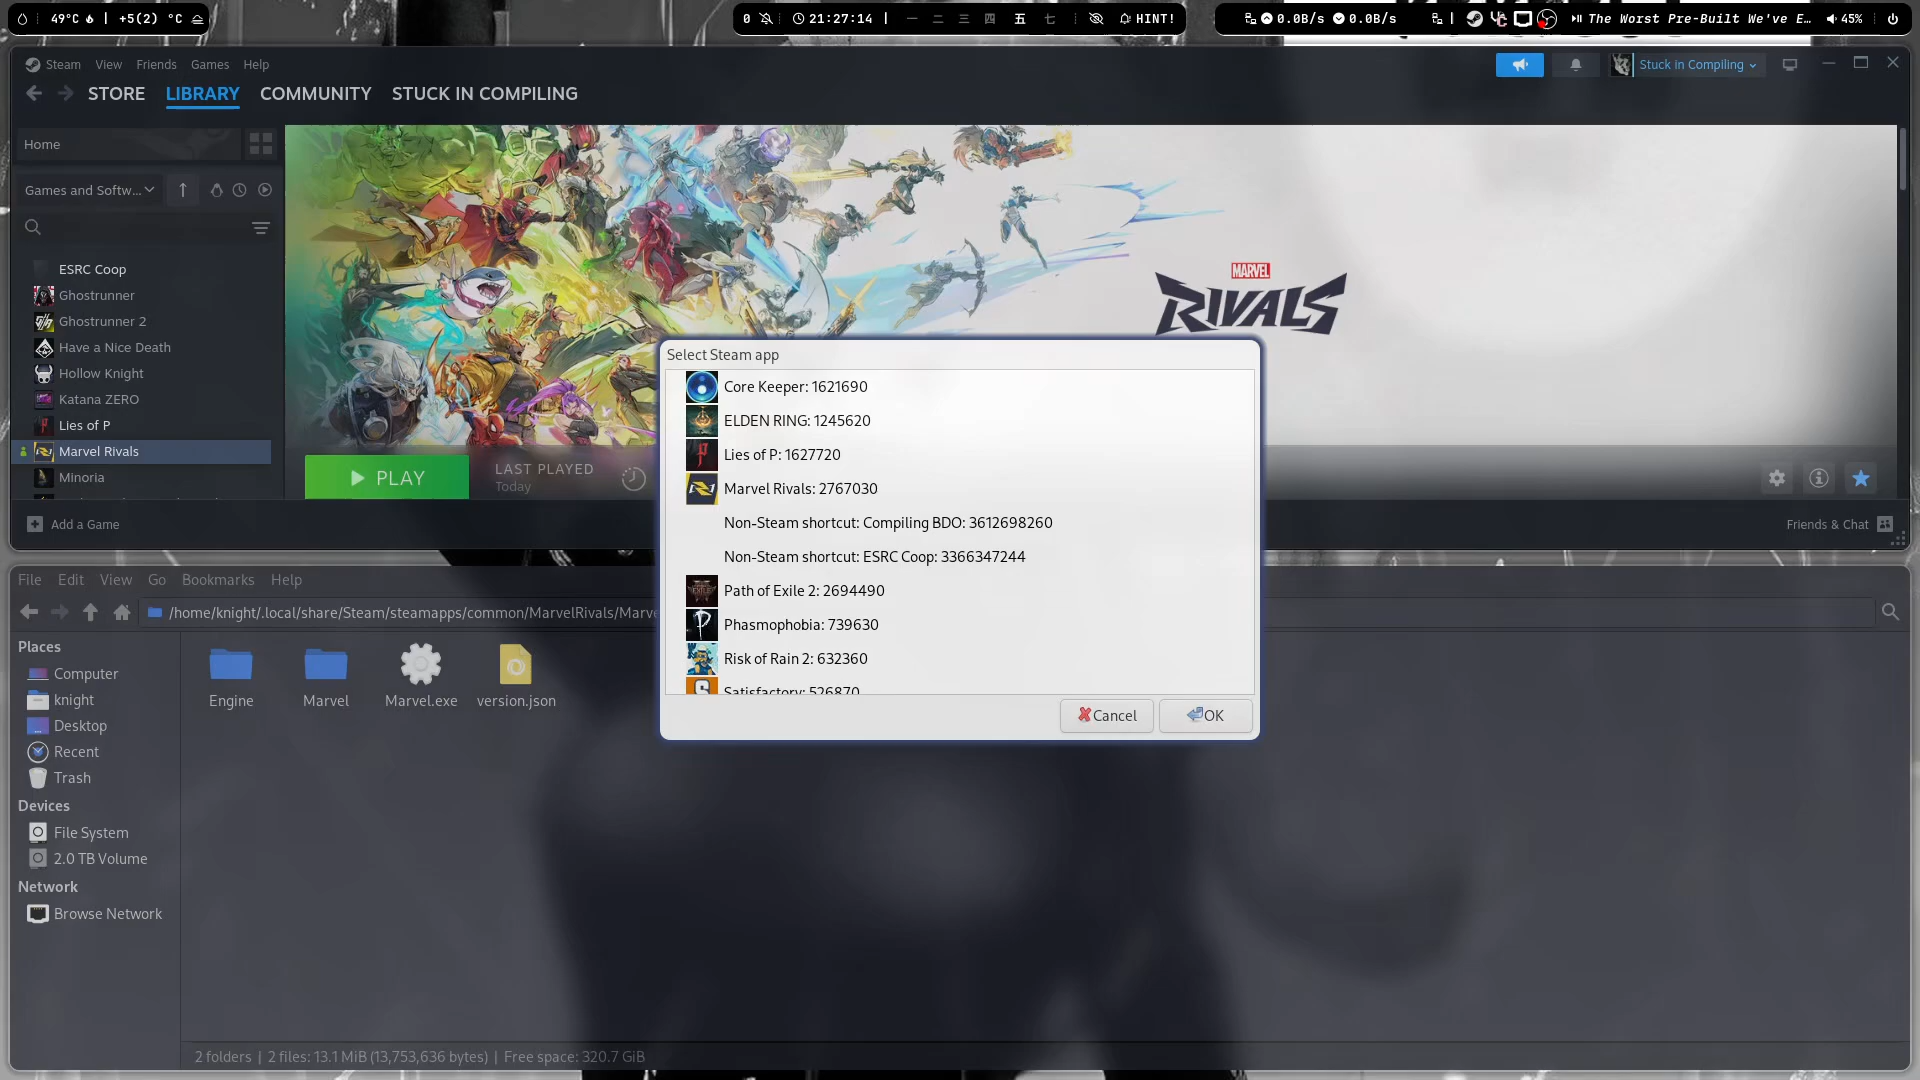 49°C | +5(2) °C
0 21:27:14 | 一 二 三 四 五 七 HINT!
0.0B/s 0.0B/s | The Worst Pre-Built We've E… 45%
Steam View Friends Games Help
Stuck in Compiling
STORE LIBRARY COMMUNITY STUCK IN COMPILING
Home
Games and Softw...
ESRC Coop
Ghostrunner
Ghostrunner 2
Have a Nice Death
Hollow Knight
Katana ZERO
Lies of P
Marvel Rivals
Minoria
MARVEL
RIVALS
PLAY
LAST PLAYED
Today
Add a Game
Friends & Chat
Select Steam app
Core Keeper: 1621690
ELDEN RING: 1245620
Lies of P: 1627720
Marvel Rivals: 2767030
Non-Steam shortcut: Compiling BDO: 3612698260
Non-Steam shortcut: ESRC Coop: 3366347244
Path of Exile 2: 2694490
Phasmophobia: 739630
Risk of Rain 2: 632360
Satisfactory: 526870
Cancel OK
File Edit View Go Bookmarks Help
/home/knight/.local/share/Steam/steamapps/common/MarvelRivals/Marve
Places
Computer
knight
Desktop
Recent
Trash
Devices
File System
2.0 TB Volume
Network
Browse Network
Engine
Marvel
Marvel.exe
version.json
2 folders | 2 files: 13.1 MiB (13,753,636 bytes) | Free space: 320.7 GiB